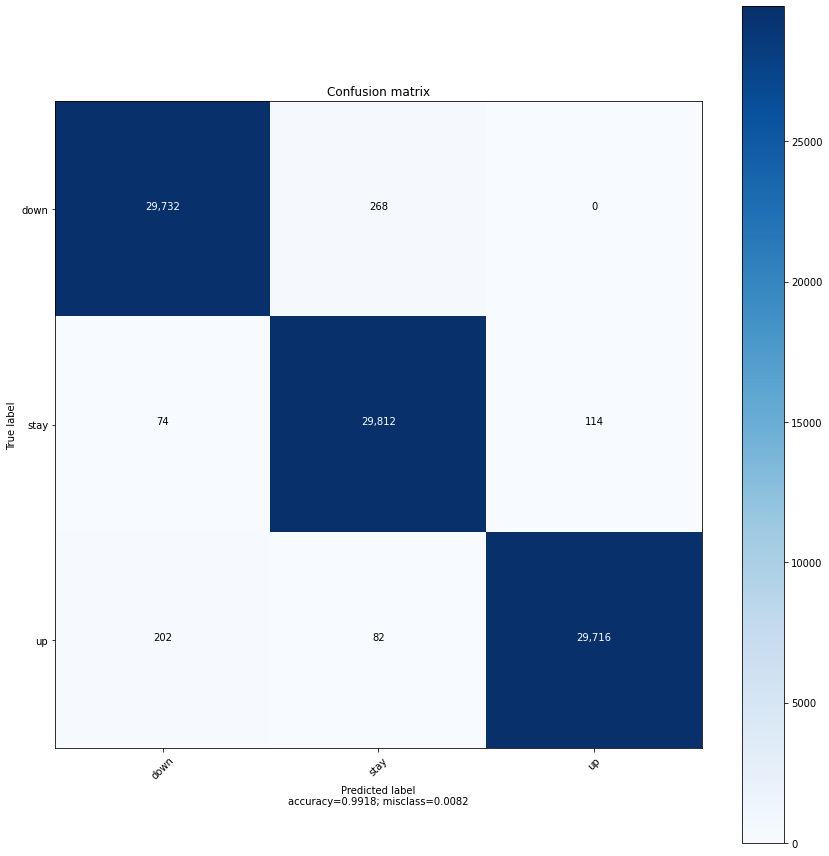 Confusion matrix
down 29,732 268 0
stay 74 29,812 114
up 202 82 29,716
True label
down stay up
Predicted label
accuracy=0.9918; misclass=0.0082
25000
20000
15000
10000
5000
0